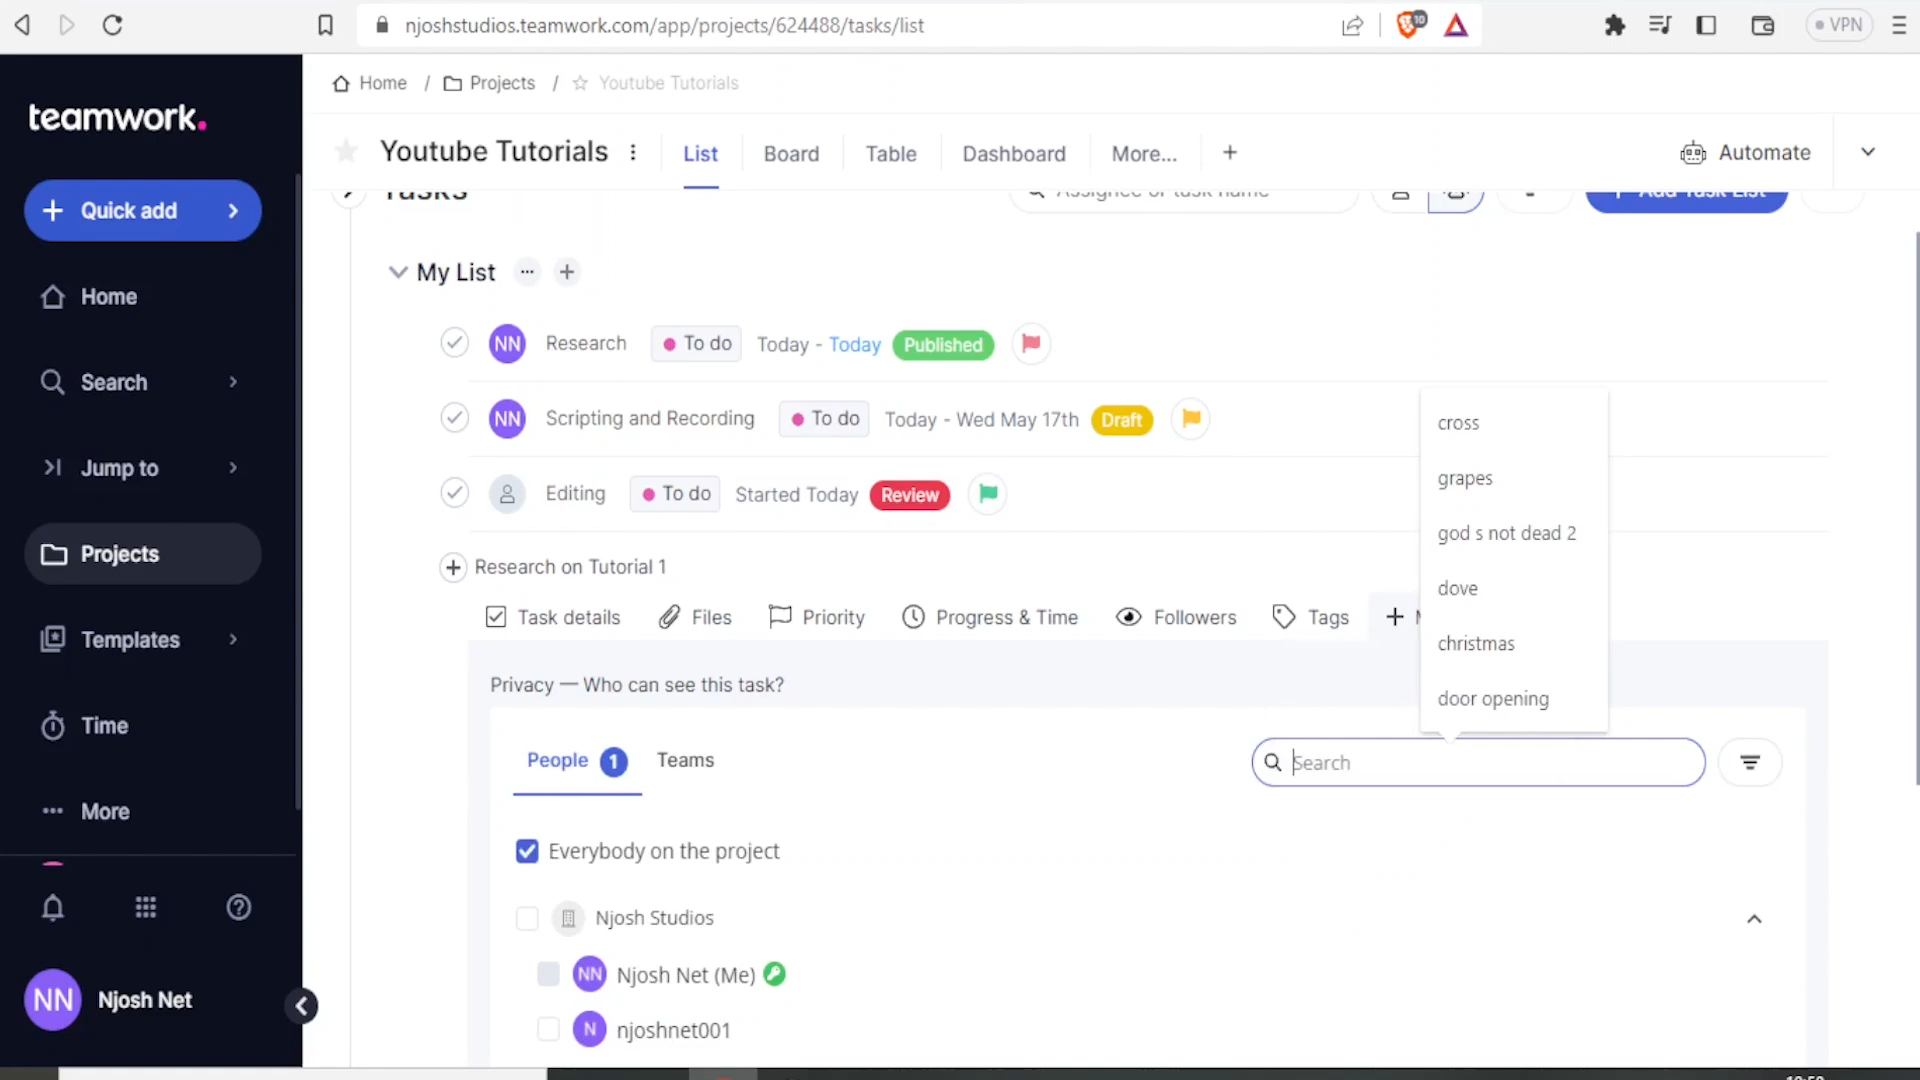 njoshstudios.teamwork.com/app/projects/624488/tasks/list
10
VPN
teamwork.
Quick add
Home
Search
Jump to
Projects
Templates
Time
More
NN Njosh Net
Home / Projects / Youtube Tutorials
Youtube Tutorials
List Board Table Dashboard More...
Automate
Tasks
Assignee or task name
Add Task List
My List
NN Research To do Today - Today Published
NN Scripting and Recording To do Today - Wed May 17th Draft
Editing To do Started Today Review
Research on Tutorial 1
Task details Files Priority Progress & Time Followers Tags
cross
grapes
god s not dead 2
dove
christmas
door opening
Privacy — Who can see this task?
People 1 Teams
Search
Everybody on the project
Njosh Studios
NN Njosh Net (Me)
N njoshnet001